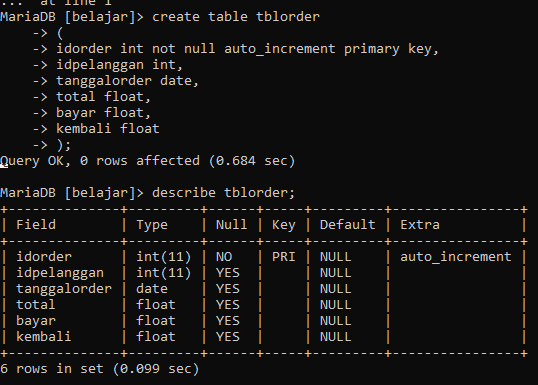 ... at line 1
MariaDB [belajar]> create table tblorder
    -> (
    -> idorder int not null auto_increment primary key,
    -> idpelanggan int,
    -> tanggalorder date,
    -> total float,
    -> bayar float,
    -> kembali float
    -> );
Query OK, 0 rows affected (0.684 sec)

MariaDB [belajar]> describe tblorder;
+--------------+---------+------+-----+---------+----------------+
| Field        | Type    | Null | Key | Default | Extra          |
+--------------+---------+------+-----+---------+----------------+
| idorder      | int(11) | NO   | PRI | NULL    | auto_increment |
| idpelanggan  | int(11) | YES  |     | NULL    |                |
| tanggalorder | date    | YES  |     | NULL    |                |
| total        | float   | YES  |     | NULL    |                |
| bayar        | float   | YES  |     | NULL    |                |
| kembali      | float   | YES  |     | NULL    |                |
+--------------+---------+------+-----+---------+----------------+
6 rows in set (0.099 sec)